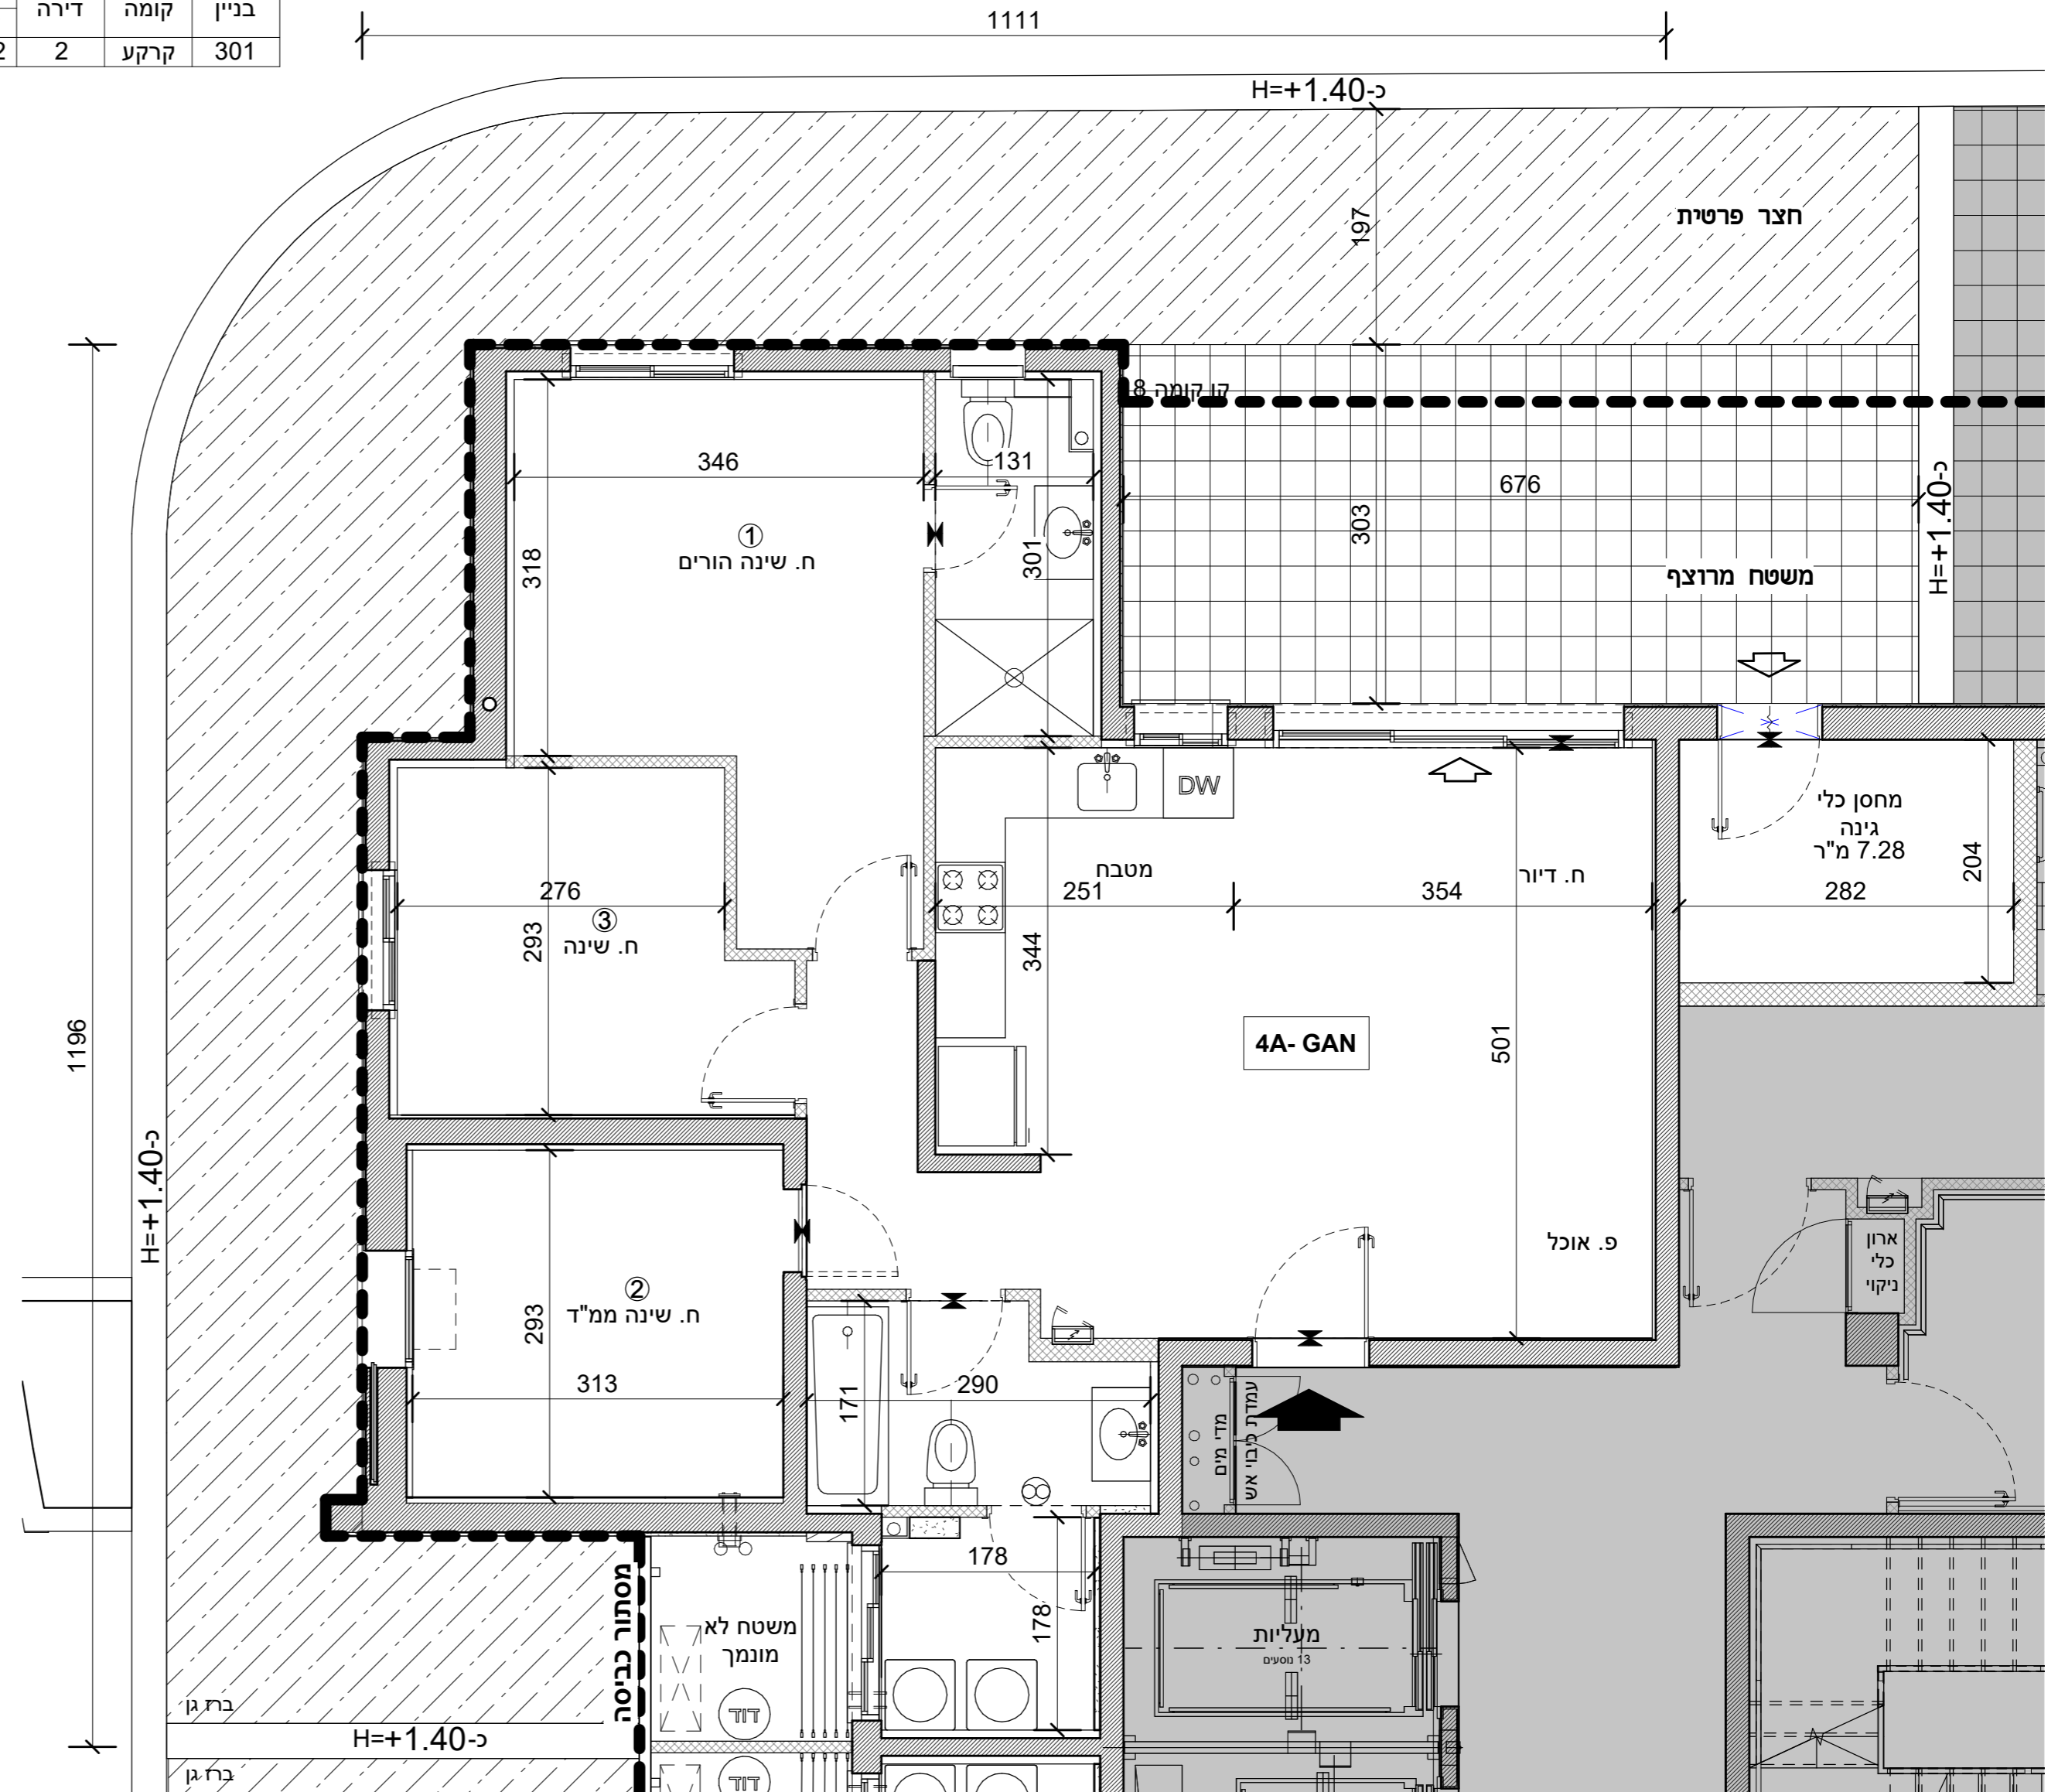 בניין קומה דירה
301 קרקע 2 2
1111
כ-H=+1.40
197
חצר פרטית
קו קומה 8
346
131
676
כ-H=+1.40
318
①
ח. שינה הורים
301
303
משטח מרוצף
DW
מחסן כלי
גינה
7.28 מ"ר
204
מטבח
ח. דיור
276
251
354
282
③
ח. שינה
293
344
4A- GAN
501
1196
כ-H=+1.40
פ. אוכל
ארון
כלי
ניקוי
②
ח. שינה ממ"ד
293
313
171
290
מדי מים
עמדת כיבוי אש
178
178
מסתור כביסה
משטח לא
מונמך
מעליות
13 נוסעים
דוד
ברז גן
כ-H=+1.40
ברז גן
דוד